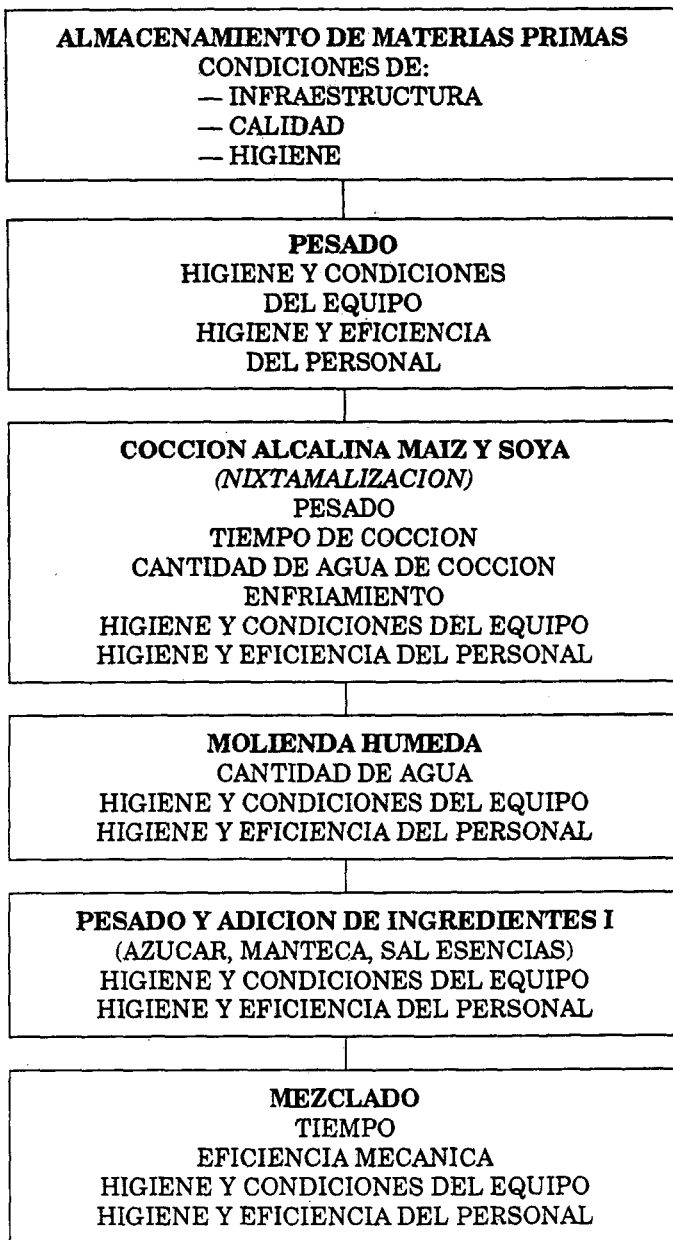 ALMACENAMIENTO DE MATERIAS PRIMAS
CONDICIONES DE:
— INFRAESTRUCTURA
— CALIDAD
— HIGIENE
PESADO
HIGIENE Y CONDICIONES
DEL EQUIPO
HIGIENE Y EFICIENCIA
DEL PERSONAL
COCCION ALCALINA MAIZ Y SOYA
(NIXTAMALIZACION)
PESADO
TIEMPO DE COCCION
CANTIDAD DE AGUA DE COCCION
ENFRIAMIENTO
HIGIENE Y CONDICIONES DEL EQUIPO
HIGIENE Y EFICIENCIA DEL PERSONAL
MOLIENDA HUMEDA
CANTIDAD DE AGUA
HIGIENE Y CONDICIONES DEL EQUIPO
HIGIENE Y EFICIENCIA DEL PERSONAL
PESADO Y ADICION DE INGREDIENTES I
(AZUCAR, MANTECA, SAL ESENCIAS)
HIGIENE Y CONDICIONES DEL EQUIPO
HIGIENE Y EFICIENCIA DEL PERSONAL
MEZCLADO
TIEMPO
EFICIENCIA MECANICA
HIGIENE Y CONDICIONES DEL EQUIPO
HIGIENE Y EFICIENCIA DEL PERSONAL